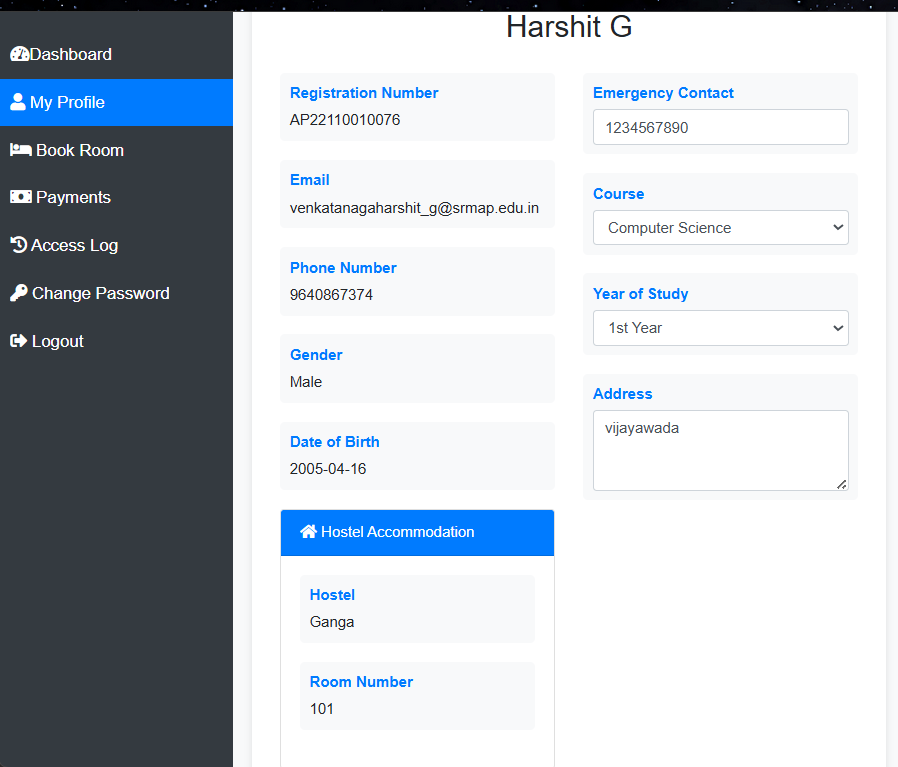 Harshit G
Dashboard
My Profile
Book Room
Payments
Access Log
Change Password
Logout
Registration Number
AP22110010076
Email
venkatanagaharshit_g@srmap.edu.in
Phone Number
9640867374
Gender
Male
Date of Birth
2005-04-16
Hostel Accommodation
Hostel
Ganga
Room Number
101
Emergency Contact
1234567890
Course
Computer Science
Year of Study
1st Year
Address
vijayawada